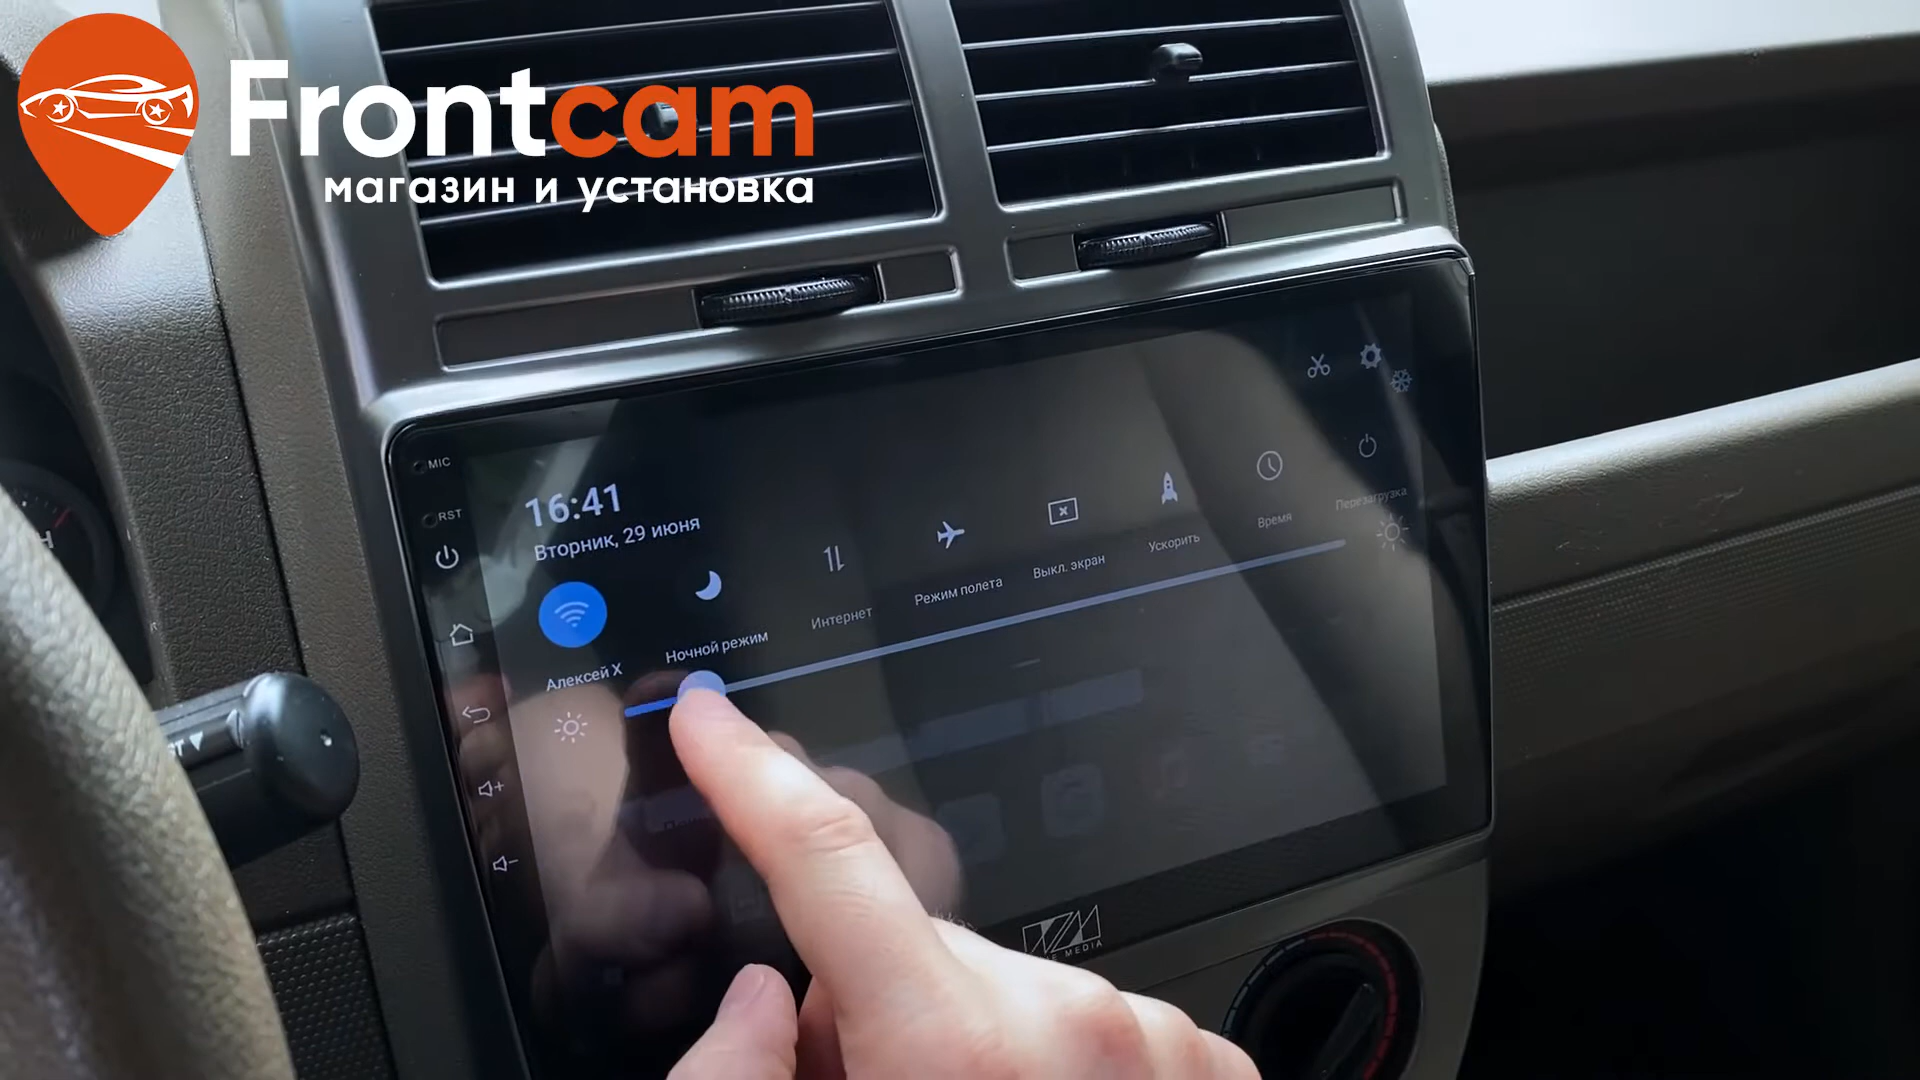 Frontcam
магазин и установка
MIC
RST
16:41
Вторник, 29 июня
Алексей X
Ночной режим
Интернет
Режим полета
Выкл. экран
Ускорить
Время
Перезагрузка
MEDIA